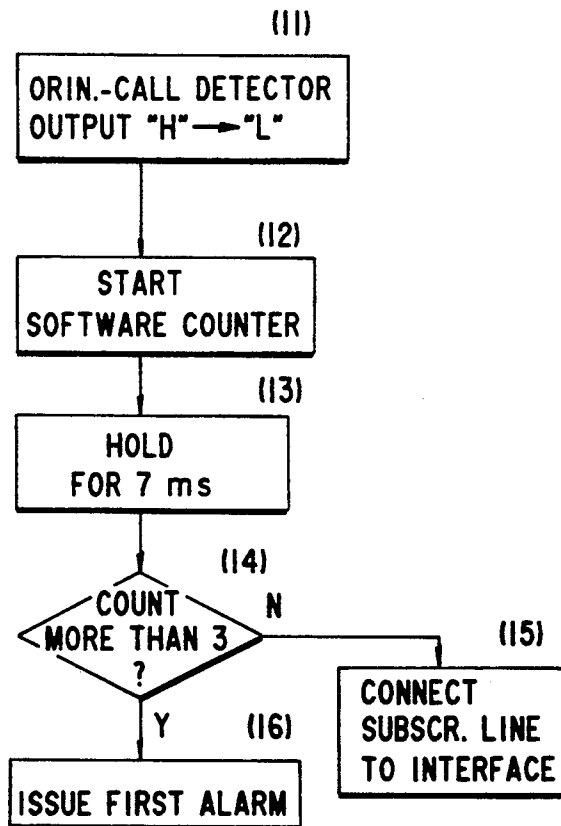 (11)
ORIN.-CALL DETECTOR
OUTPUT "H"→"L"
(12)
START
SOFTWARE COUNTER
(13)
HOLD
FOR 7 ms
(14)
COUNT
MORE THAN 3
?
N
Y
(15)
CONNECT
SUBSCR. LINE
TO INTERFACE
(16)
ISSUE FIRST ALARM